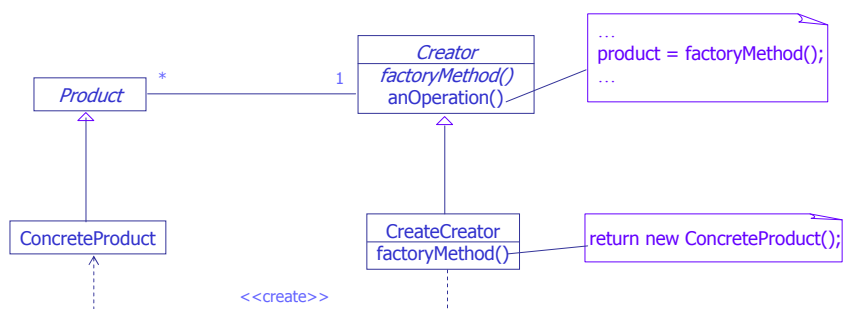 Product
*
1
Creator
factoryMethod()
anOperation()
...
product = factoryMethod();
...
ConcreteProduct
CreateCreator
factoryMethod()
return new ConcreteProduct();
<<create>>